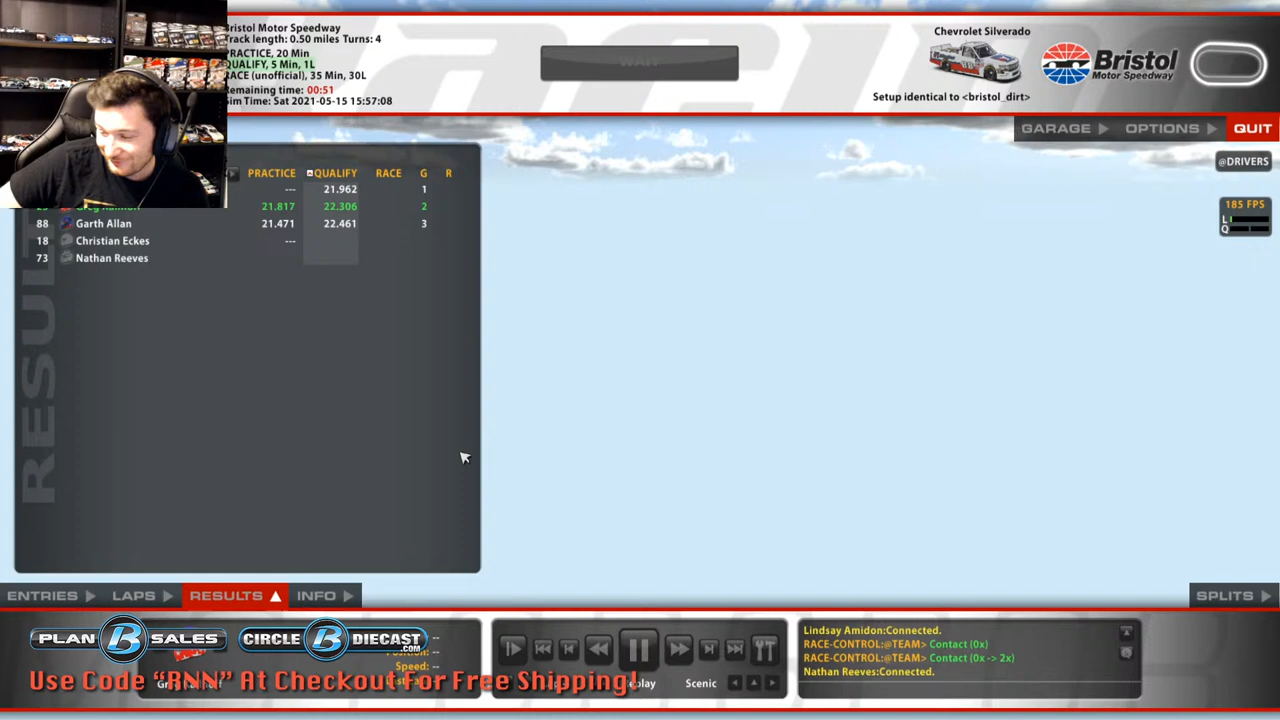 Bristol Motor Speedway
Track length: 0.50 miles Turns: 4
PRACTICE, 20 Min
QUALIFY, 5 Min, 1L
RACE (unofficial), 35 Min, 30L
Remaining time: 00:51
Sim Time: Sat 2021-05-15 15:57:08
WAIT
Chevrolet Silverado
Bristol
Motor Speedway
Setup identical to <bristol_dirt>
GARAGE OPTIONS QUIT
@DRIVERS
185 FPS
L
Q
RESULTS
PRACTICE QUALIFY RACE G R
--- 21.962 1
21.817 22.306 2
88 Garth Allan 21.471 22.461 3
18 Christian Eckes ---
73 Nathan Reeves
ENTRIES LAPS RESULTS INFO
SPLITS
PLAN B SALES
CIRCLE B DIECAST
.COM
Speed: --
Use Code "RNN" At Checkout For Free Shipping!
Scenic
Lindsay Amidon:Connected.
RACE-CONTROL:@TEAM> Contact (0x)
RACE-CONTROL:@TEAM> Contact (0x -> 2x)
Nathan Reeves:Connected.